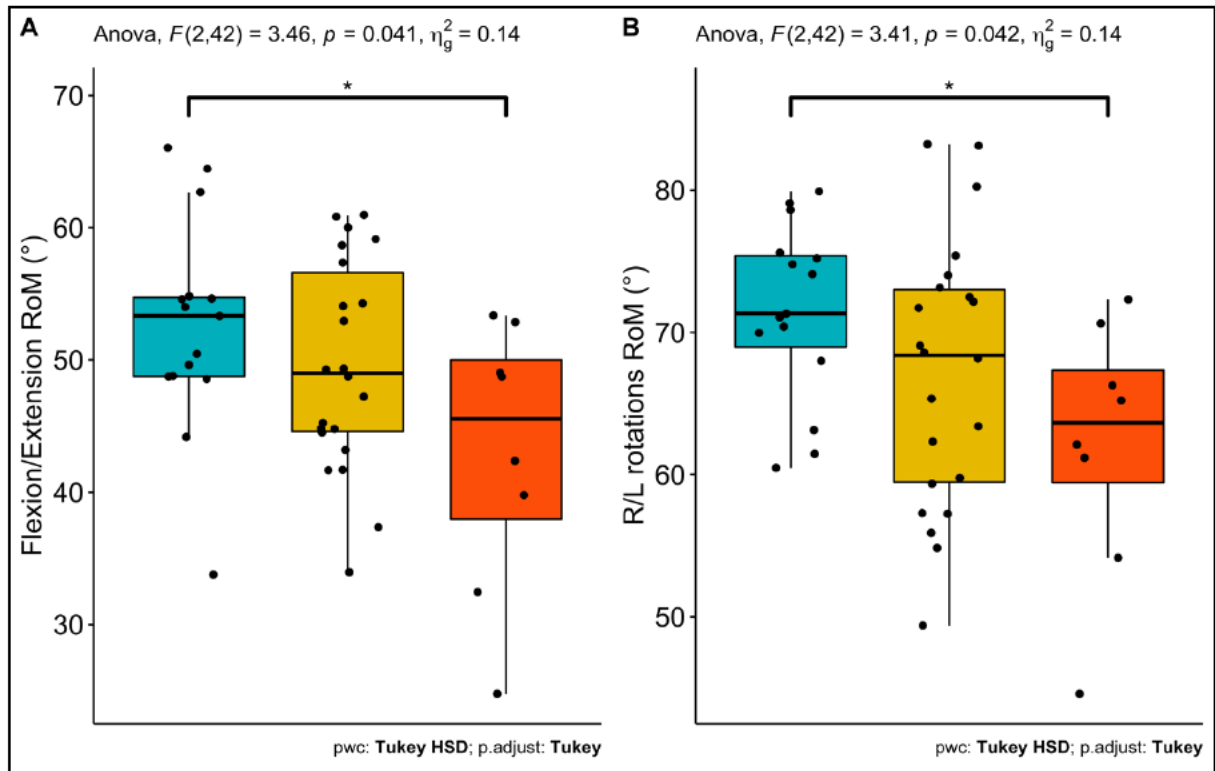 A
Anova, F(2,42) = 3.46, p = 0.041, η²g = 0.14
70
60
50
40
30
Flexion/Extension RoM (°)
*
pwc: Tukey HSD; p.adjust: Tukey
B
Anova, F(2,42) = 3.41, p = 0.042, η²g = 0.14
80
70
60
50
R/L rotations RoM (°)
*
pwc: Tukey HSD; p.adjust: Tukey